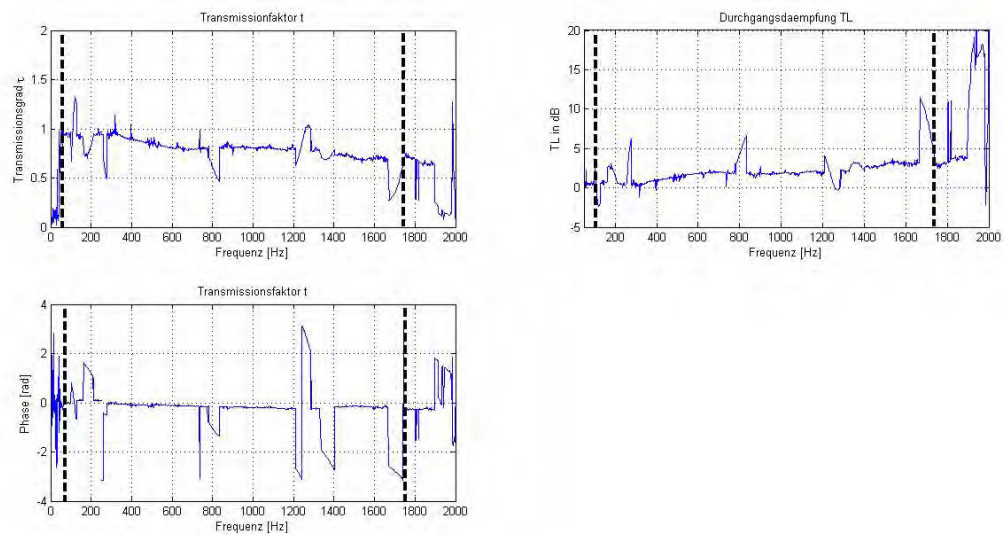 Transmissionfaktor t
2
1.5
1
0.5
0
Transmissionsgrad τ
0 200 400 600 800 1000 1200 1400 1600 1800 2000
Frequenz [Hz]
Durchgangsdaempfung TL
20
15
10
5
0
-5
TL in dB
200 400 600 800 1000 1200 1400 1600 1800 2000
Frequenz [Hz]
Transmissionsfaktor t
4
2
0
-2
-4
Phase [rad]
0 200 400 600 800 1000 1200 1400 1600 1800 2000
Frequenz [Hz]